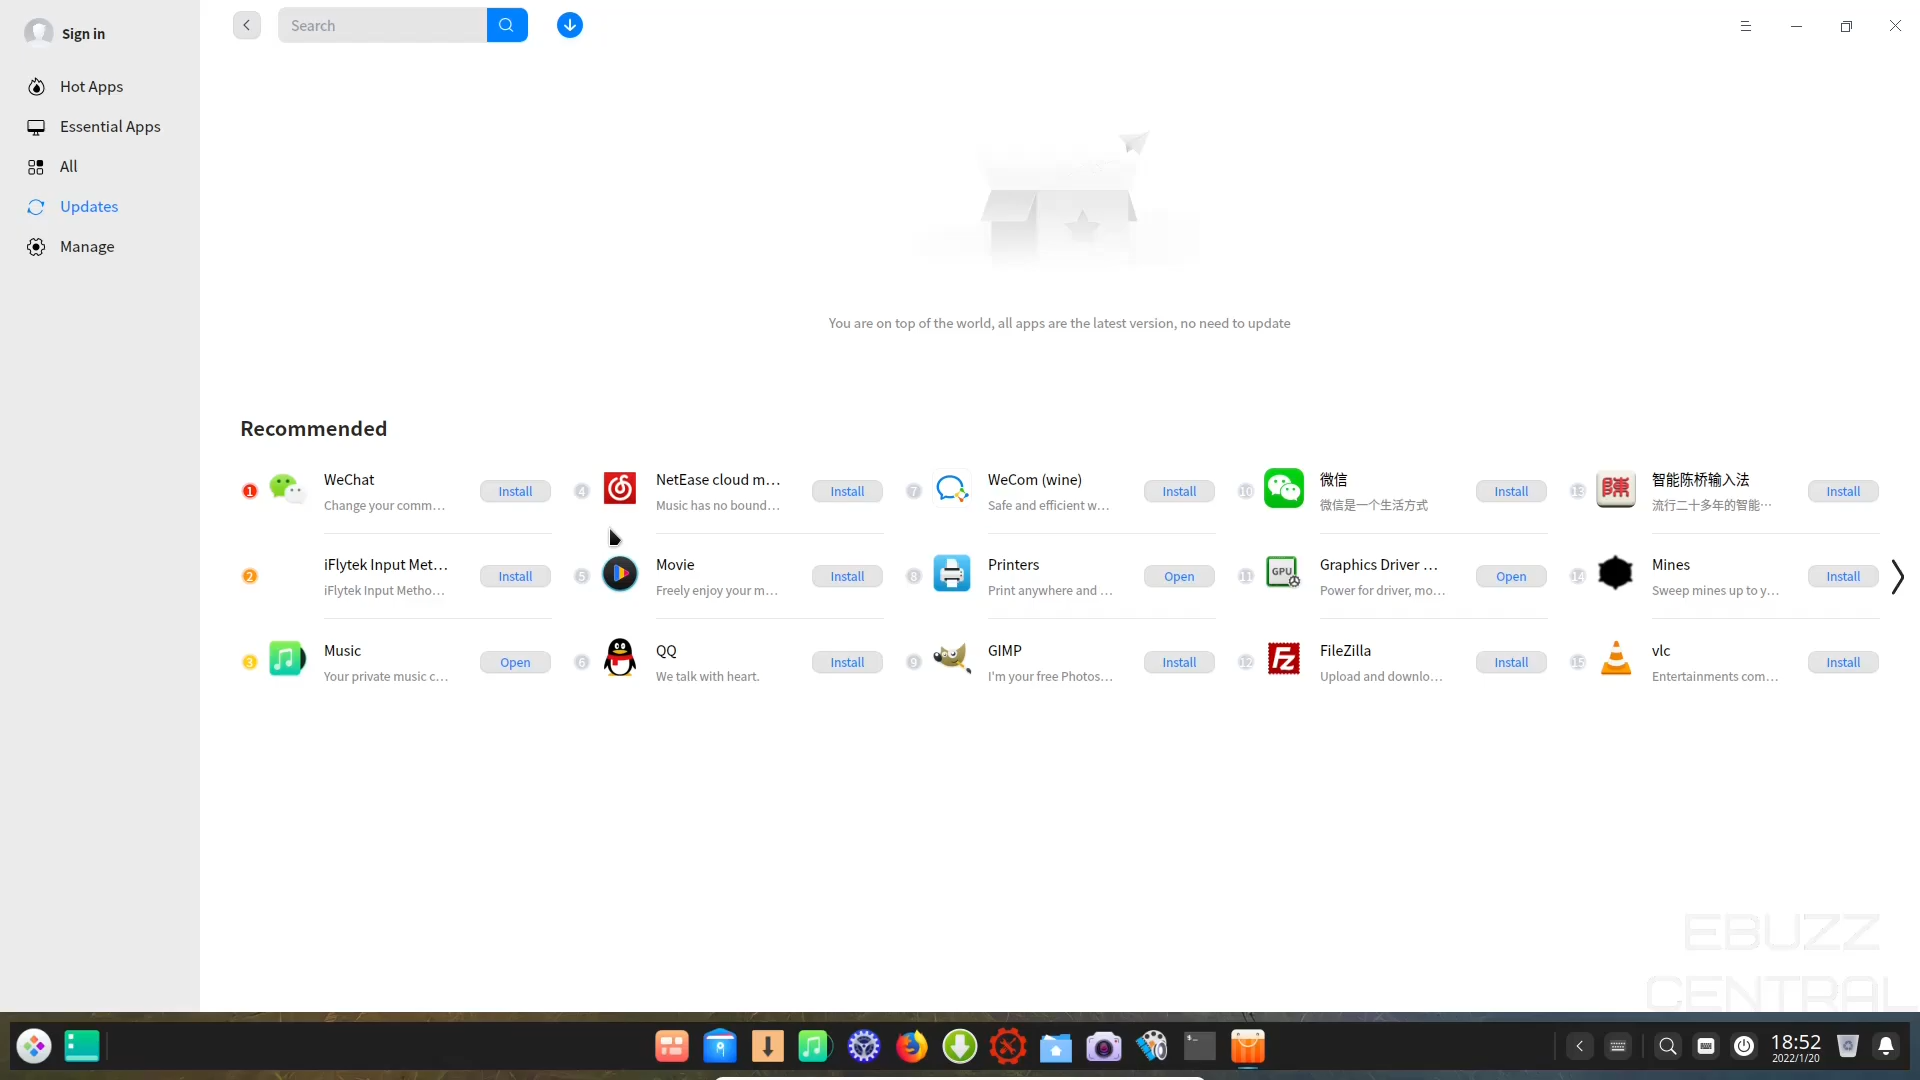 Sign in
Search
Hot Apps
Essential Apps
All
Updates
Manage
You are on top of the world, all apps are the latest version, no need to update
Recommended
1 WeChat Install
Change your comm...
2 iFlytek Input Met... Install
iFlytek Input Metho...
3 Music Open
Your private music c...
4 NetEase cloud m... Install
Music has no bound...
5 Movie Install
Freely enjoy your m...
6 QQ Install
We talk with heart.
7 WeCom (wine) Install
Safe and efficient w...
8 Printers Open
Print anywhere and ...
9 GIMP Install
I'm your free Photos...
10 微信 Install
微信是一个生活方式
11 GPU Graphics Driver ... Open
Power for driver, mo...
12 Fz FileZilla Install
Upload and downlo...
13 陳 智能陈桥输入法 Install
流行二十多年的智能...
14 Mines Install
Sweep mines up to y...
15 vlc Install
Entertainments com...
EBUZZ
CENTRAL
18:52
2022/1/20